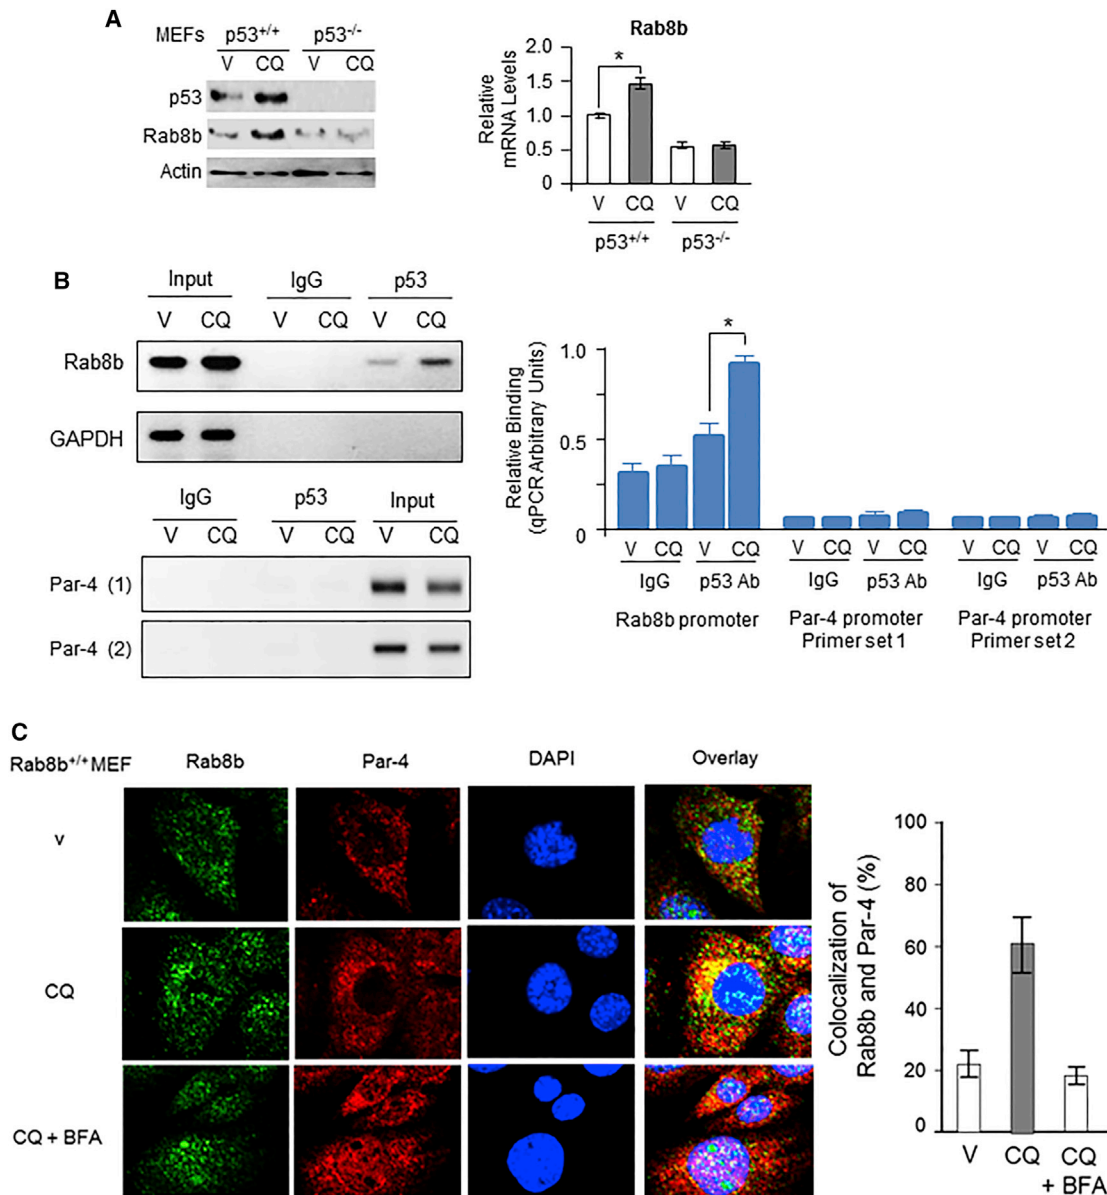 A
MEFs p53+/+ p53-/-
V CQ V CQ
p53
Rab8b
Actin
Rab8b
Relative
mRNA Levels
2.0
1.5
1.0
0.5
0
*
V CQ V CQ
p53+/+ p53-/-
B
Input IgG p53
V CQ V CQ V CQ
Rab8b
GAPDH
IgG p53 Input
V CQ V CQ V CQ
Par-4 (1)
Par-4 (2)
Relative Binding
(qPCR Arbitrary Units)
1.0
0.5
0
*
V CQ V CQ V CQ V CQ V CQ V CQ
IgG p53 Ab IgG p53 Ab IgG p53 Ab
Rab8b promoter Par-4 promoter Par-4 promoter
Primer set 1 Primer set 2
C
Rab8b+/+ MEF Rab8b Par-4 DAPI Overlay
V
CQ
CQ + BFA
Colocalization of
Rab8b and Par-4 (%)
100
80
60
40
20
0
V CQ CQ
+ BFA